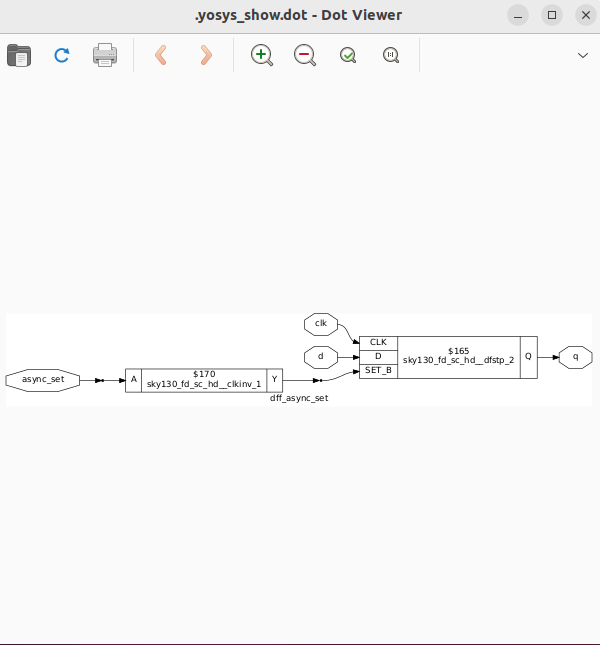 .yosys_show.dot - Dot Viewer
clk
CLK
$165
d
D
sky130_fd_sc_hd__dfstp_2
Q
q
SET_B
async_set
A
$170
sky130_fd_sc_hd__clkinv_1
Y
dff_async_set